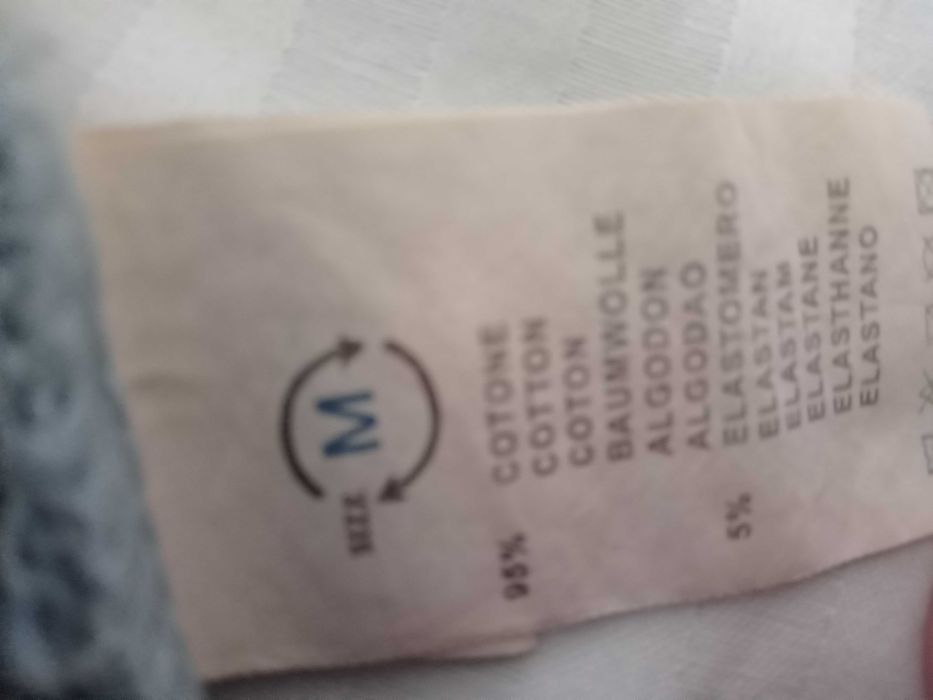 SIZE M
95% COTONE
COTTON
COTON
BAUMWOLLE
ALGODON
ALGODAO
5% ELASTOMERO
ELASTAN
ELASTAM
ELASTANE
ELASTHANNE
ELASTANO